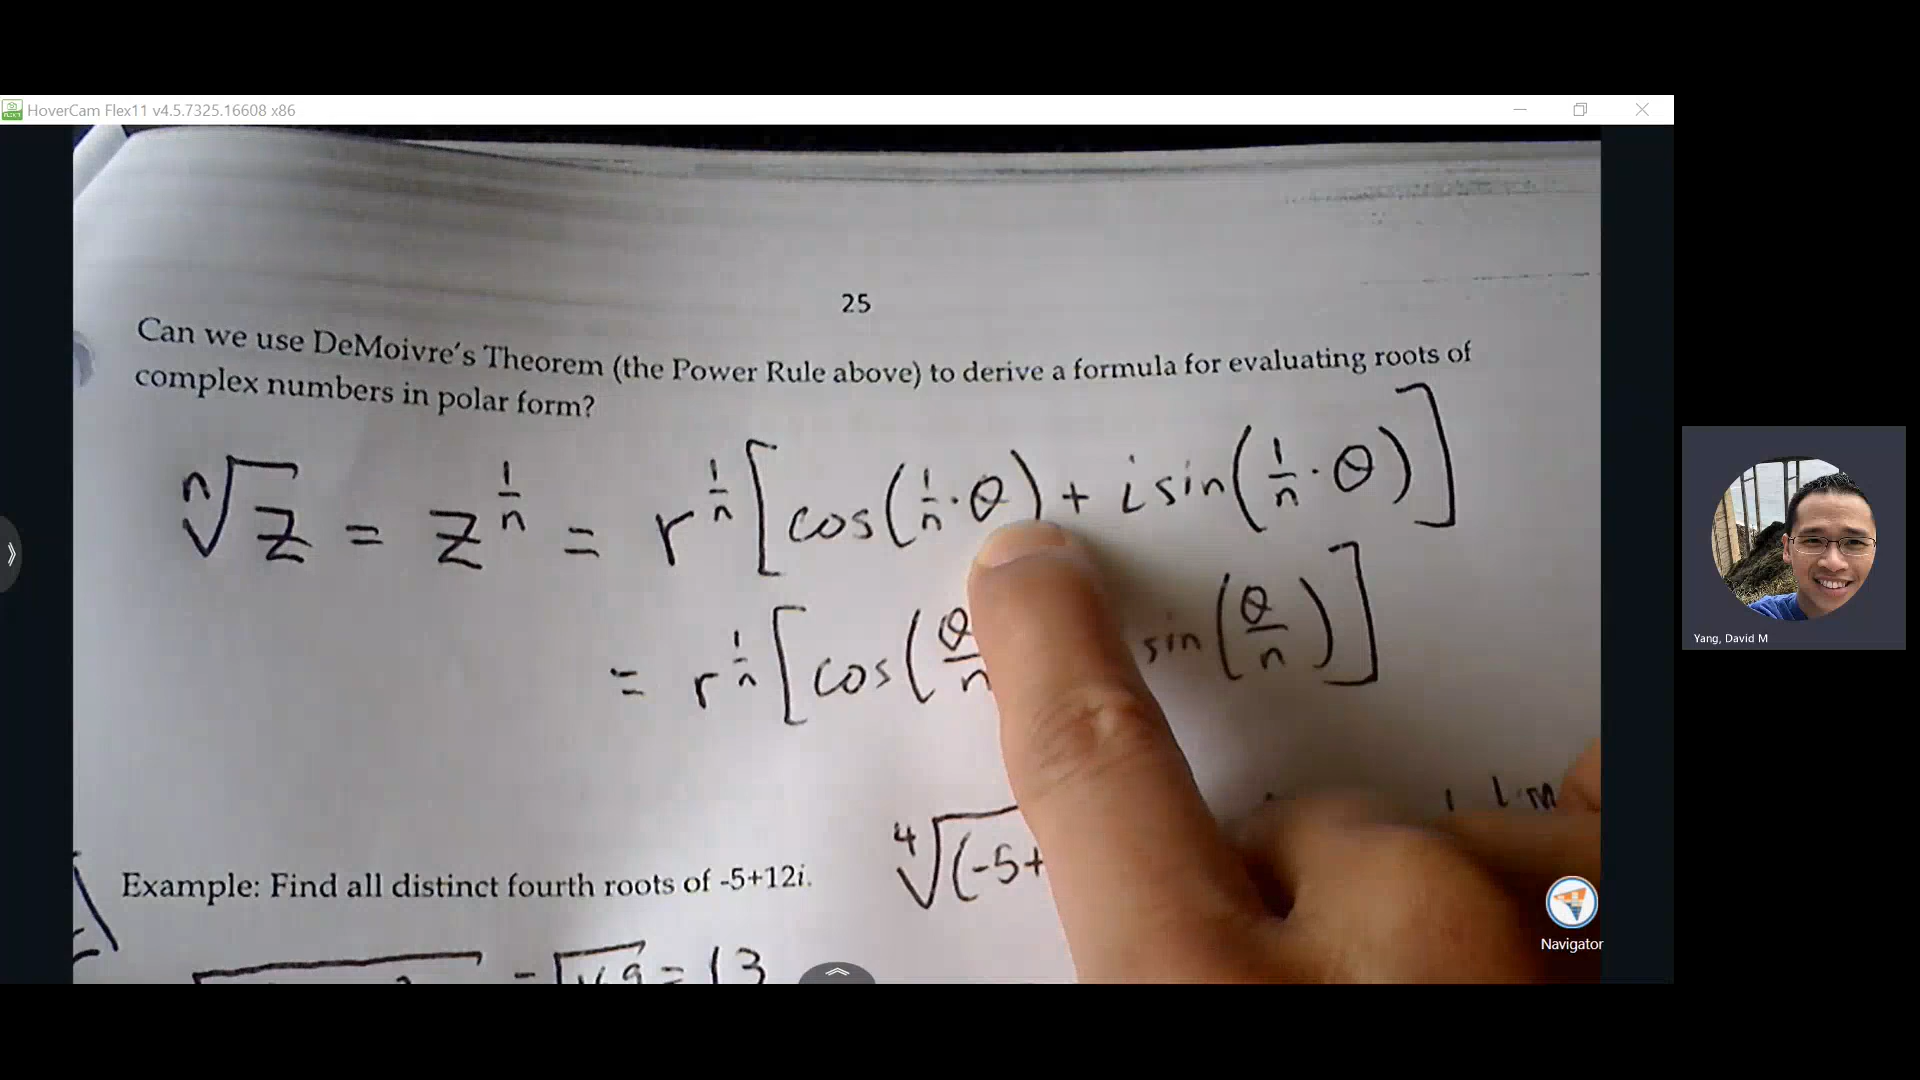 HoverCam Flex11 v4.5.7325.16608 x86
25
Can we use DeMoivre's Theorem (the Power Rule above) to derive a formula for evaluating roots of
complex numbers in polar form?
ⁿ√z = z^(1/n) = r^(1/n) [cos(1/n · θ) + i sin(1/n · θ)]
= r^(1/n) [cos(θ/n sin(θ/n)]
⁴√(-5+
Example: Find all distinct fourth roots of -5+12i.
= √169 = 13
Yang, David M
Navigator